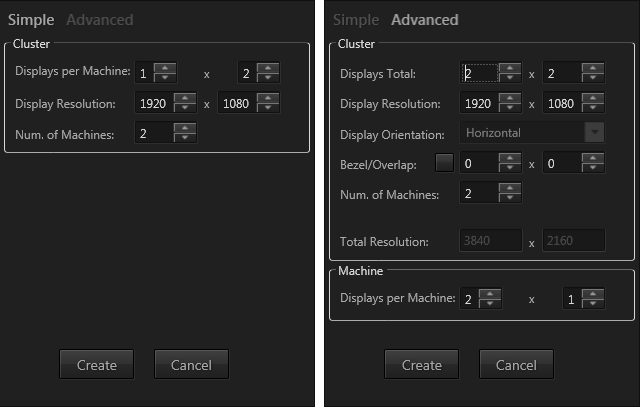 Simple Advanced
Cluster
Displays per Machine: 1 x 2
Display Resolution: 1920 x 1080
Num. of Machines: 2
Create Cancel
Simple Advanced
Cluster
Displays Total: 2 x 2
Display Resolution: 1920 x 1080
Display Orientation: Horizontal
Bezel/Overlap: 0 x 0
Num. of Machines: 2
Total Resolution: 3840 x 2160
Machine
Displays per Machine: 2 x 1
Create Cancel